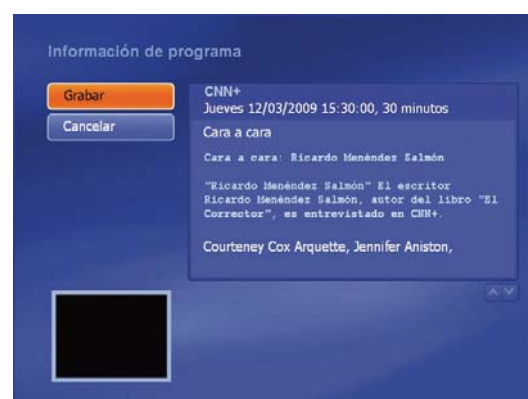 Información de programa
Grabar
Cancelar
CNN+
Jueves 12/03/2009 15:30:00, 30 minutos
Cara a cara
Cara a cara: Ricardo Menéndez Salmón
"Ricardo Menéndez Salmón" El escritor
Ricardo Menéndez Salmón, autor del libro "El
Corrector", es entrevistado en CNN+.
Courteney Cox Arquette, Jennifer Aniston,